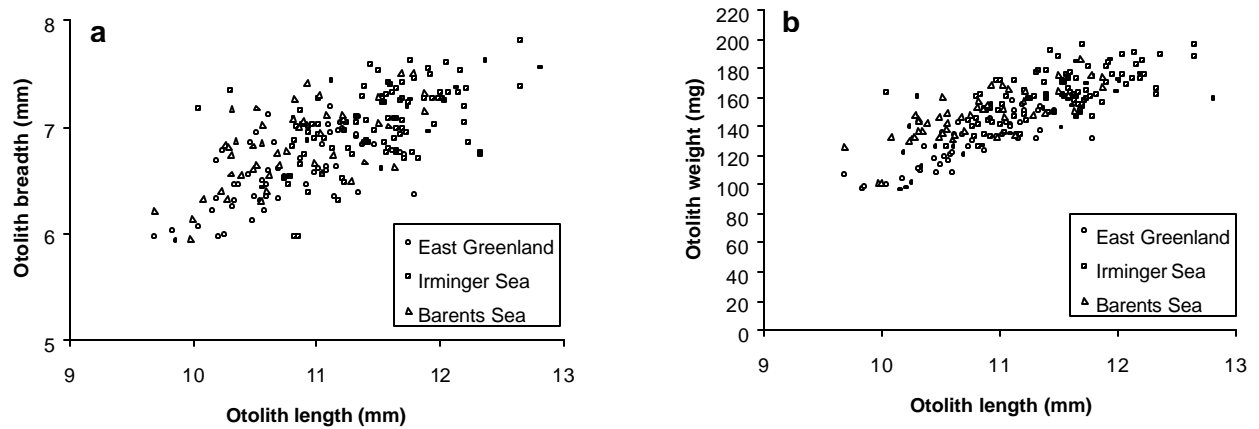 a
Otolith breadth (mm)
8
7
6
5
9 10 11 12 13
Otolith length (mm)
East Greenland
Irminger Sea
Barents Sea
b
Otolith weight (mg)
220
200
180
160
140
120
100
80
60
40
20
0
9 10 11 12 13
Otolith length (mm)
East Greenland
Irminger Sea
Barents Sea